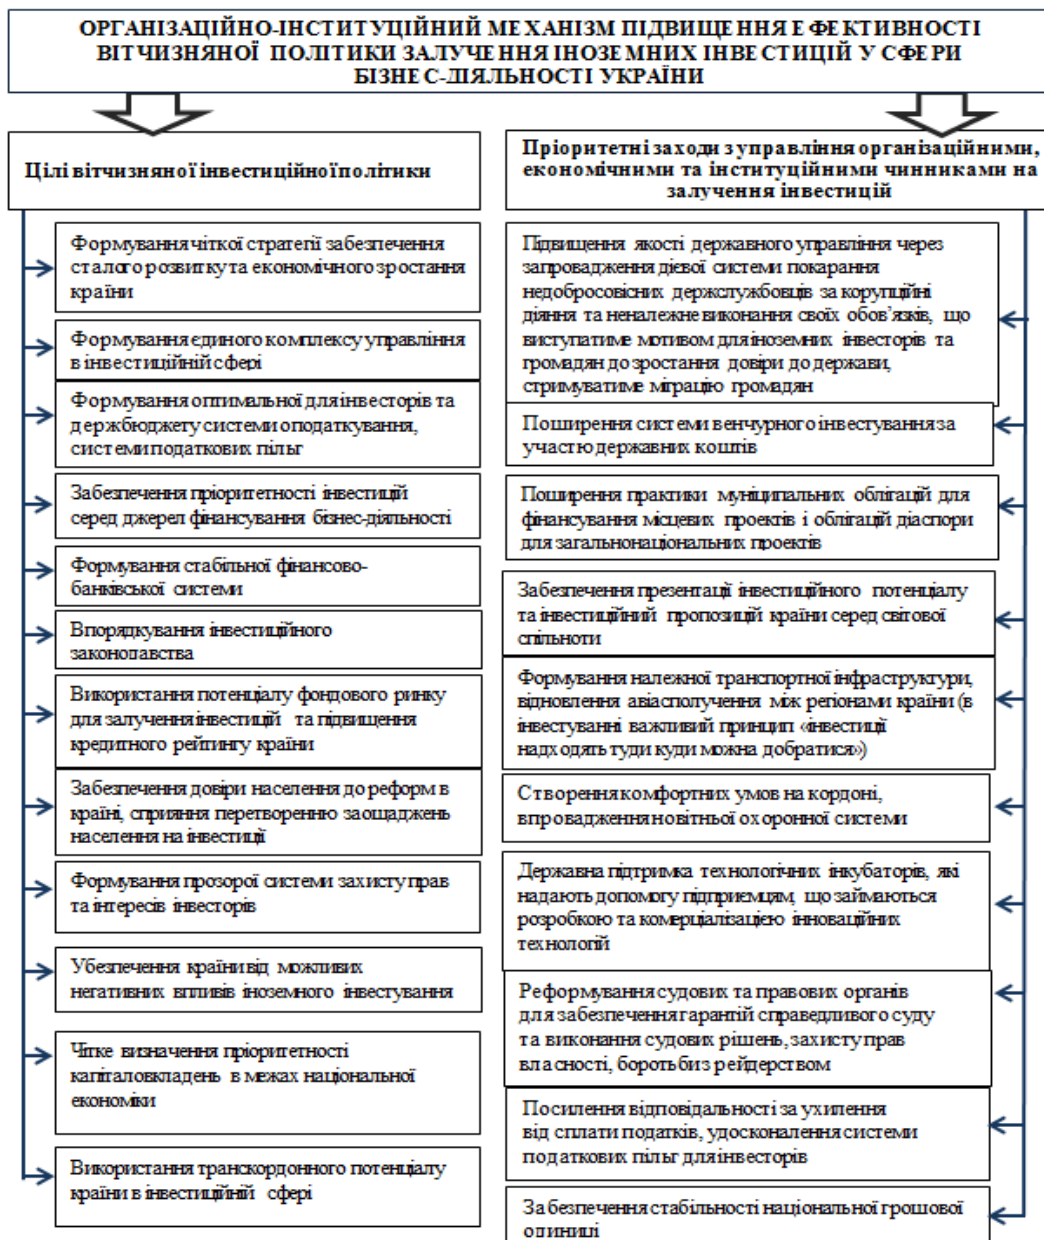 ОРГАНІЗАЦІЙНО-ІНСТИТУЦІЙНИЙ МЕХАНІЗМ ПІДВИЩЕННЯ ЕФЕКТИВНОСТІ
ВІТЧИЗНЯНОЇ ПОЛІТИКИ ЗАЛУЧЕННЯ ІНОЗЕМНИХ ІНВЕСТИЦІЙ У СФЕРИ
БІЗНЕС-ДІЯЛЬНОСТІ УКРАЇНИ
Цілі вітчизняної інвестиційної політики
Формування чіткої стратегії забезпечення
сталого розвитку та економічного зростання
країни
Формування єдиного комплексу управління
в інвестиційній сфері
Формування оптимальної для інвесторів та
держбюджету системи оподаткування,
системи податкових пільг
Забезпечення пріоритетності інвестицій
серед джерел фінансування бізнес-діяльності
Формування стабільної фінансово-
банківської системи
Впорядкування інвестиційного
законодавства
Використання потенціалу фондового ринку
для залучення інвестицій та підвищення
кредитного рейтингу країни
Забезпечення довіри населення до реформ в
країні, сприяння перетворенню заощаджень
населення на інвестиції
Формування прозорої системи захисту прав
та інтересів інвесторів
Убезпечення країни від можливих
негативних впливів іноземного інвестування
Чітке визначення пріоритетності
капіталовкладень в межах національної
економіки
Використання транскордонного потенціалу
країни в інвестиційній сфері
Пріоритетні заходи з управління організаційними,
економічними та інституційними чинниками на
залучення інвестицій
Підвищення якості державного управління через
запровадження дієвої системи покарання
недобросовісних держслужбовців за корупційні
діяння та неналежне виконання своїх обов'язків, що
виступатиме мотивом для іноземних інвесторів та
громадян до зростання довіри до держави,
стримуватиме міграцію громадян
Поширення системи венчурного інвестування за
участю державних коштів
Поширення практики муніципальних облігацій для
фінансування місцевих проектів і облігацій діаспори
для загальнонаціональних проектів
Забезпечення презентації інвестиційного потенціалу
та інвестиційний пропозицій країни серед світової
спільноти
Формування належної транспортної інфраструктури,
відновлення авіасполучення між регіонами країни (в
інвестуванні важливий принцип «інвестиції
надходять туди куди можна добратися»)
Створення комфортних умов на кордоні,
впровадження новітньої охоронної системи
Державна підтримка технологічних інкубаторів, які
надають допомогу підприємцям, що займаються
розробкою та комерціалізацією інноваційних
технологій
Реформування судових та правових органів
для забезпечення гарантій справедливого суду
та виконання судових рішень, захисту прав
власності, боротьби з рейдерством
Посилення відповідальності за ухилення
від сплати податків, удосконалення системи
податкових пільг для інвесторів
Забезпечення стабільності національної грошової
одиниці